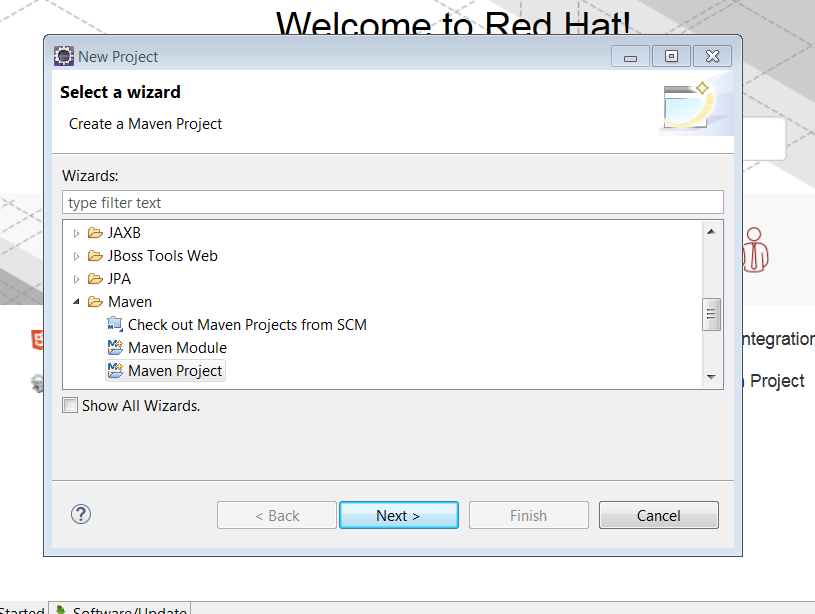 Welcome to Red Hat!
New Project
Select a wizard
Create a Maven Project
Wizards:
type filter text
JAXB
JBoss Tools Web
JPA
Maven
Check out Maven Projects from SCM
Maven Module
Maven Project
Show All Wizards.
ntegration
Project
< Back
Next >
Finish
Cancel
Started
Software/Update